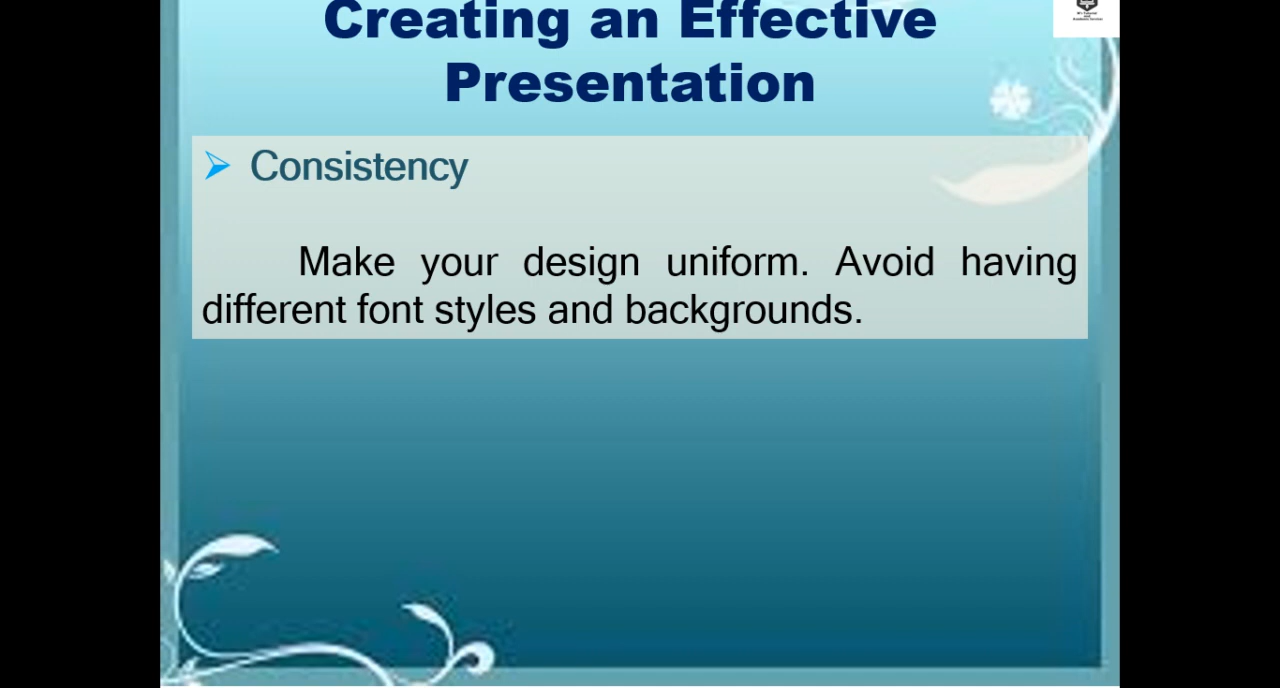 Creating an Effective
Presentation
Consistency
Make your design uniform. Avoid having
different font styles and backgrounds.